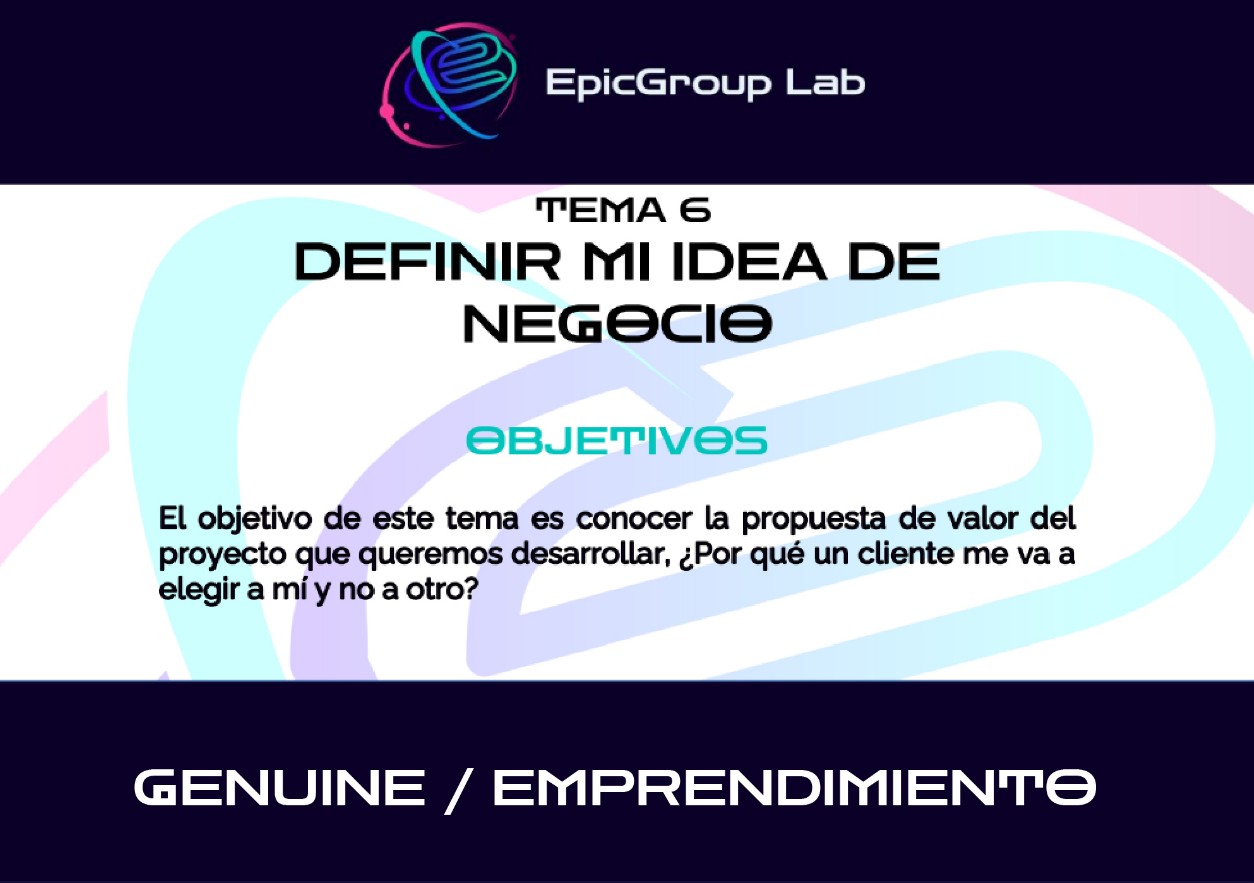 EpicGroup Lab
TEMA 6
DEFINIR MI IDEA DE
NEGOCIO
OBJETIVOS
El objetivo de este tema es conocer la propuesta de valor del
proyecto que queremos desarrollar, ¿Por qué un cliente me va a
elegir a mí y no a otro?
GENUINE / EMPRENDIMIENTO